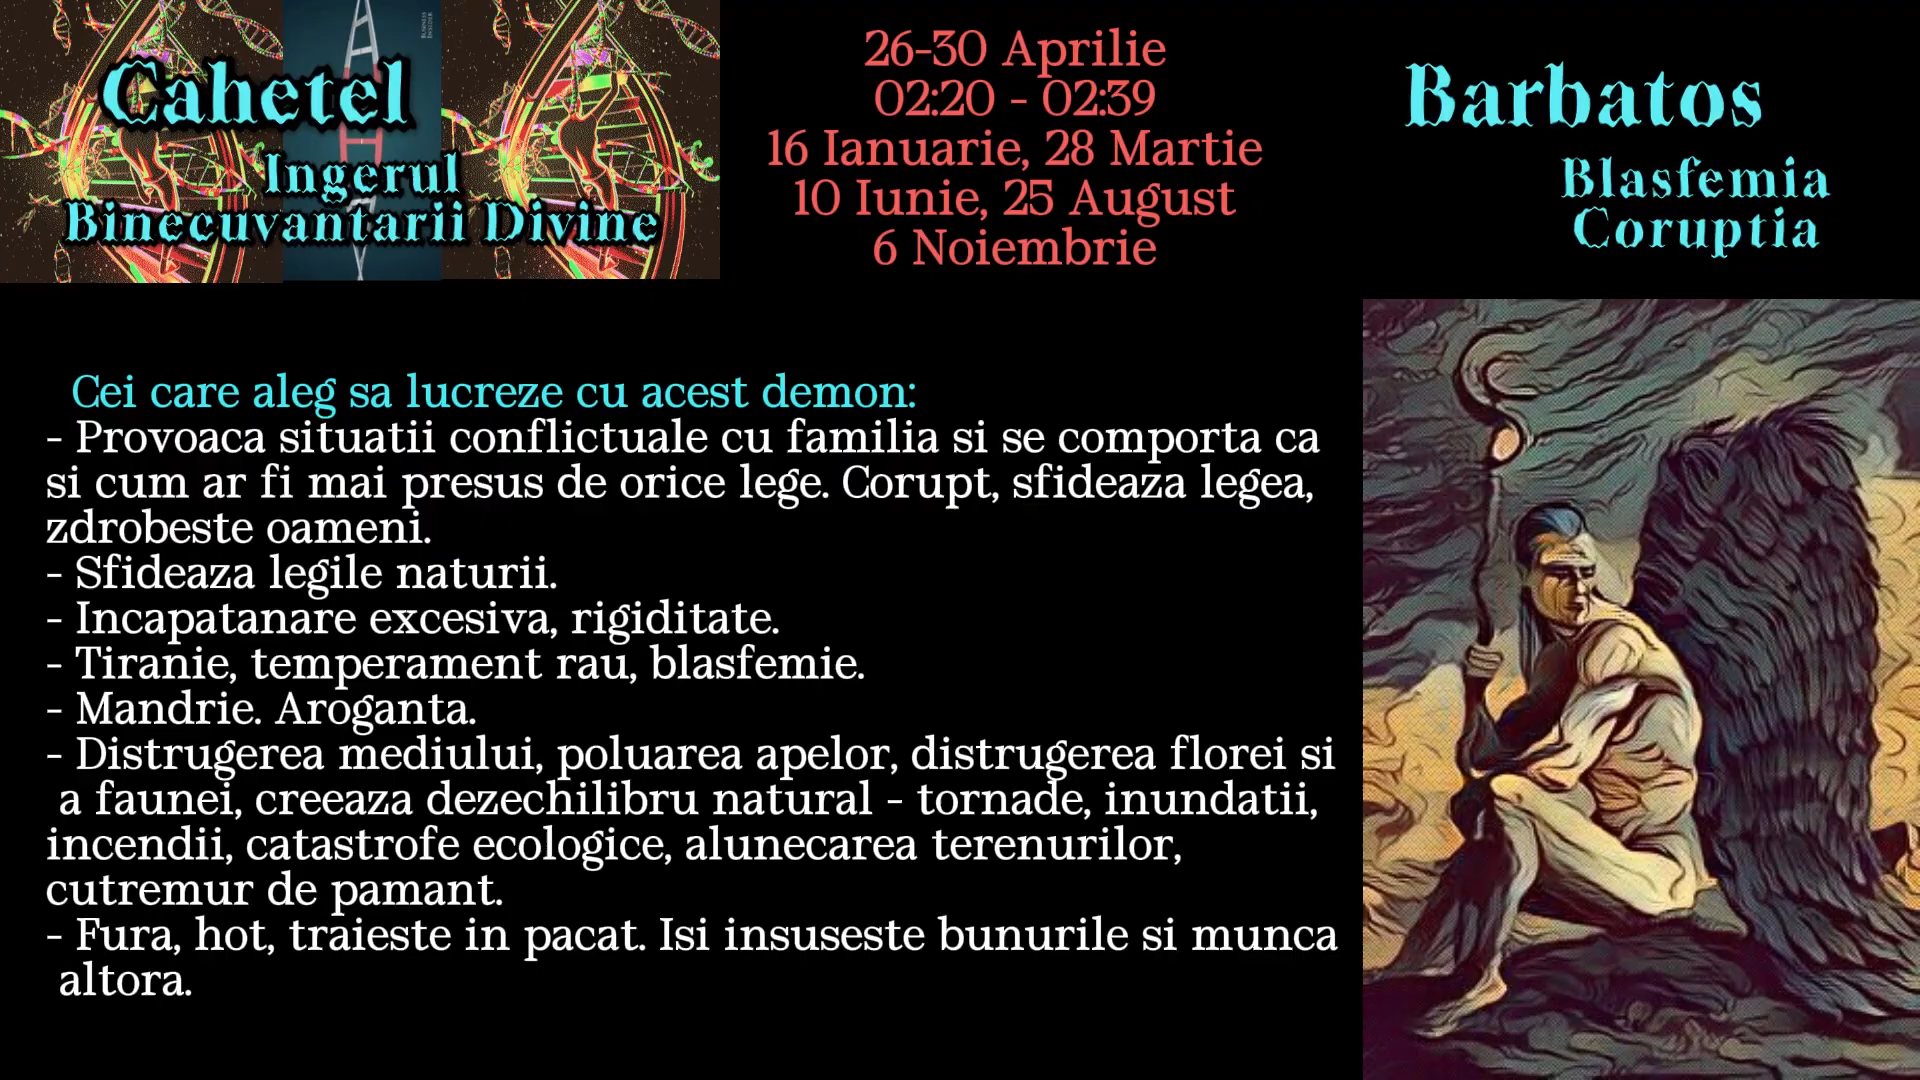 Cahetel
Ingerul
Binecuvantarii Divine
BUSINESS
INSIDER
26-30 Aprilie
02:20 - 02:39
16 Ianuarie, 28 Martie
10 Iunie, 25 August
6 Noiembrie
Barbatos
Blasfemia
Coruptia
Cei care aleg sa lucreze cu acest demon:
- Provoaca situatii conflictuale cu familia si se comporta ca
si cum ar fi mai presus de orice lege. Corupt, sfideaza legea,
zdrobeste oameni.
- Sfideaza legile naturii.
- Incapatanare excesiva, rigiditate.
- Tiranie, temperament rau, blasfemie.
- Mandrie. Aroganta.
- Distrugerea mediului, poluarea apelor, distrugerea florei si
a faunei, creeaza dezechilibru natural - tornade, inundatii,
incendii, catastrofe ecologice, alunecarea terenurilor,
cutremur de pamant.
- Fura, hot, traieste in pacat. Isi insuseste bunurile si munca
altora.